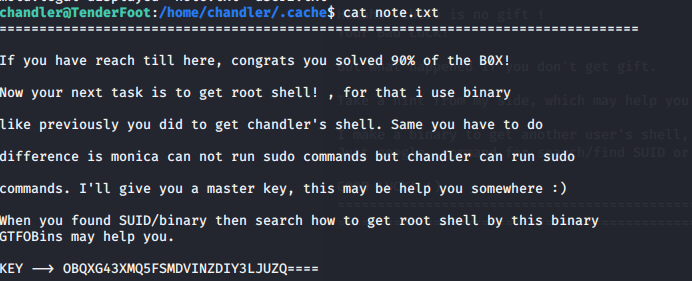 chandler@TenderFoot:/home/chandler/.cache$ cat note.txt
==============================================================================
If you have reach till here, congrats you solved 90% of the B0X!
Now your next task is to get root shell! , for that i use binary
like previously you did to get chandler's shell. Same you have to do
difference is monica can not run sudo commands but chandler can run sudo
commands. I'll give you a master key, this may be help you somewhere :)
When you found SUID/binary then search how to get root shell by this binary
GTFOBins may help you.
KEY --> OBQXG43XMQ5FSMDVINZDIY3LJUZQ====